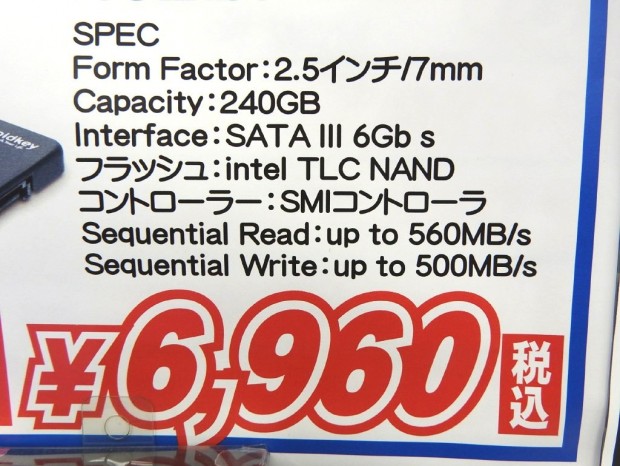 SPEC
Form Factor:2.5インチ/7mm
Capacity:240GB
Interface:SATA III 6Gb s
フラッシュ:intel TLC NAND
コントローラー:SMIコントローラ
Sequential Read:up to 560MB/s
Sequential Write:up to 500MB/s
¥6,960 税込